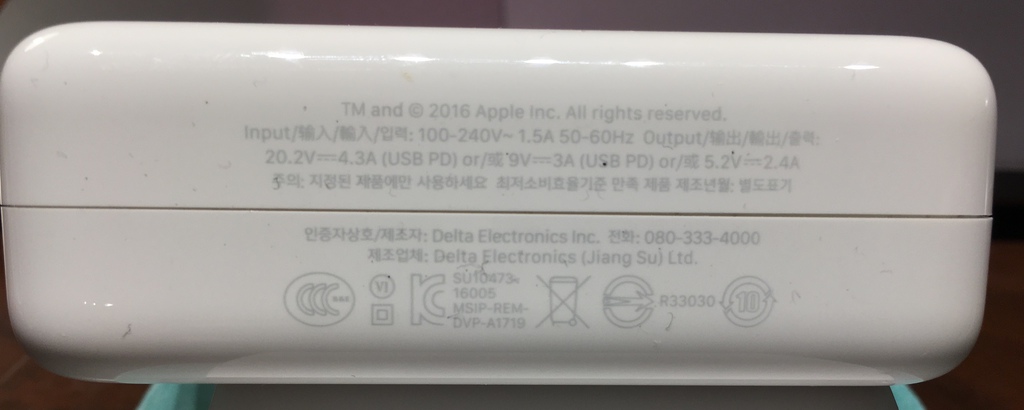 TM and © 2016 Apple Inc. All rights reserved.
Input/输入/輸入/입력: 100-240V~ 1.5A 50-60Hz Output/输出/輸出/출력:
20.2V⎓4.3A (USB PD) or/或 9V⎓3A (USB PD) or/或 5.2V⎓2.4A
주의: 지정된 제품에만 사용하세요 최저소비효율기준 만족 제품 제조년월: 별도표기
인증자상호/제조자: Delta Electronics Inc. 전화: 080-333-4000
제조업체: Delta Electronics (Jiang Su) Ltd.
CCC S&E VI KC SU10473-
16005
MSIP-REM-
DVP-A1719
R33030 10